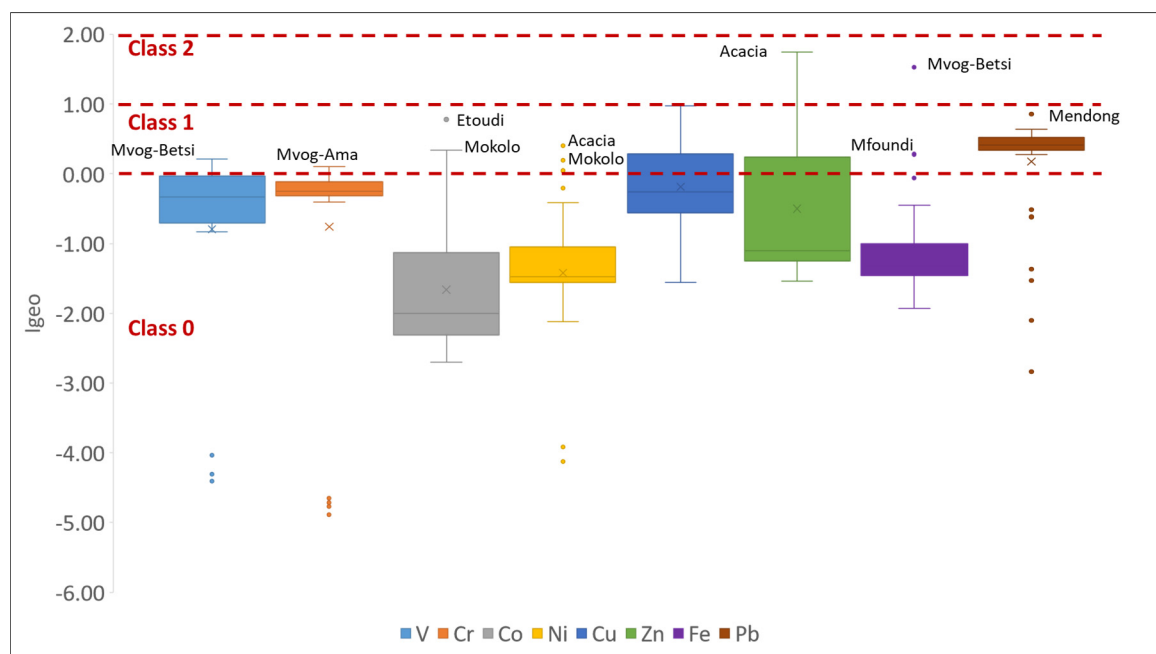 2.00
Class 2
Acacia
Mvog-Betsi
1.00
Class 1
Etoudi
Mendong
Mvog-Betsi
Mvog-Ama
Mokolo
Acacia
Mokolo
Mfoundi
0.00
-1.00
Igeo
-2.00
Class 0
-3.00
-4.00
-5.00
-6.00
V Cr Co Ni Cu Zn Fe Pb